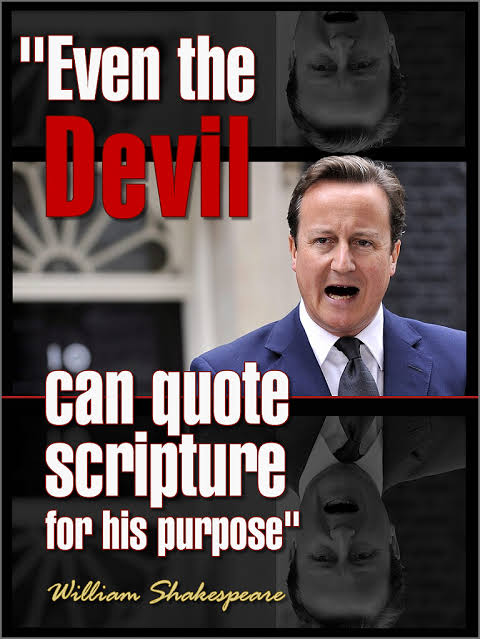 "Even the
Devil
can quote
scripture
for his purpose"
William Shakespeare